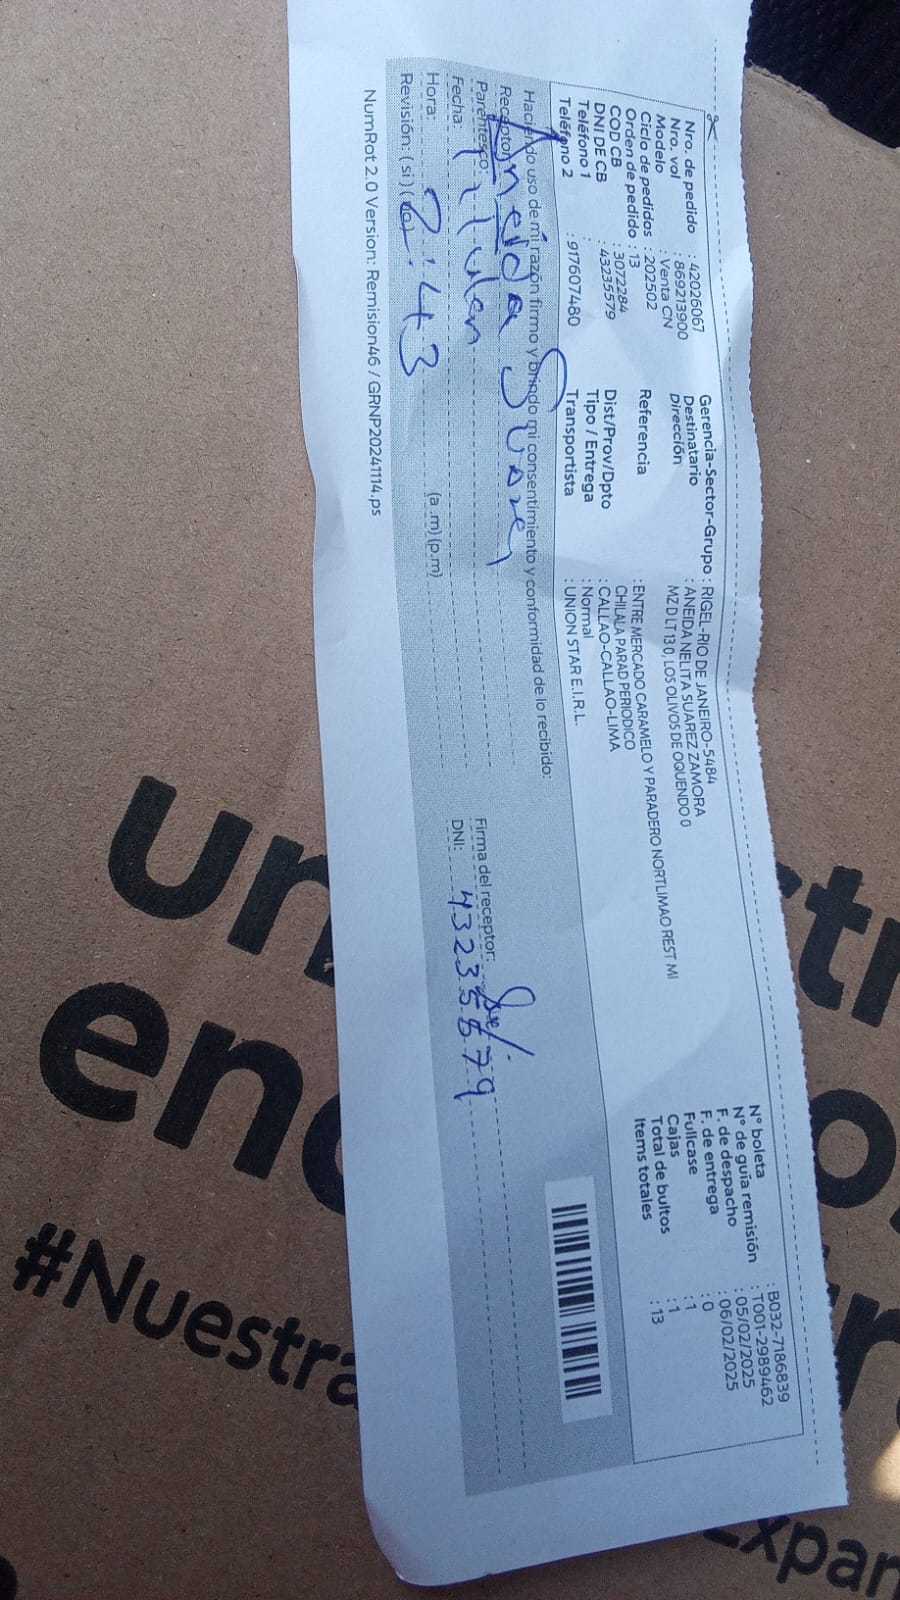 Nro. de pedido : 42026067
Nro. vol : 869213900
Modelo : Venta CN
Ciclo de pedidos : 202502
Orden de pedido : 13
COD CB : 3072284
DNI DE CB : 43235579
Teléfono 1 :
Teléfono 2 : 917607480
Gerencia-Sector-Grupo : RIGEL-RIO DE JANEIRO-5484
Destinatario : ANEIDA NELITA SUAREZ ZAMORA
Dirección MZ D LT 13 0, LOS OLIVOS DE OQUENDO 0
Referencia : ENTRE MERCADO CARAMELO Y PARADERO NORTLIMAO REST MI
CHILALA PARAD PERIODICO
Dist/Prov/Dpto : CALLAO-CALLAO-LIMA
Tipo / Entrega : Normal
Transportista : UNION STAR E.I.R.L.
N° boleta : B032-7186839
N° de guía remisión : T001-2989462
F. de despacho : 05/02/2025
F. de entrega : 06/02/2025
Fullcase : 0
Cajas : 1
Total de bultos : 1
Items totales : 13
Haciendo uso de mi razón firmo y brindo mi consentimiento y conformidad de lo recibido:
Receptor: Aneida Suarez
Parentesco: Titular
Fecha:
Hora: 2:43 (a.m) (p.m)
Revisión: ( si ) ( no )
Firma del receptor:
DNI: 43235579
NumRot 2.0 Version: Remision46 / GRNP20241114.ps
#Nuestra